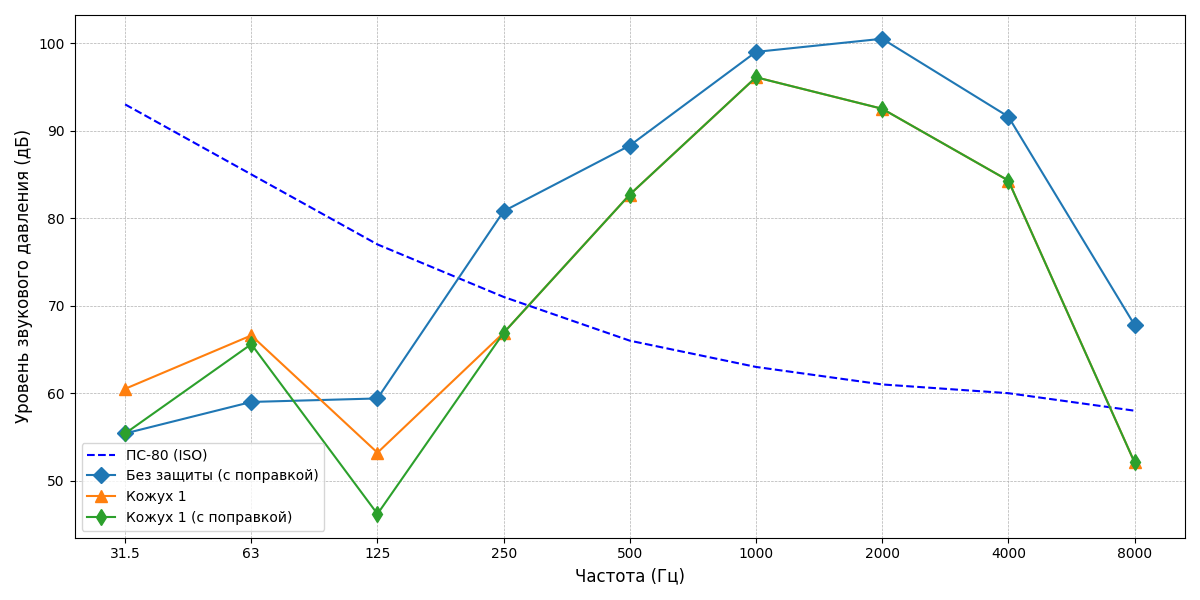 Уровень звукового давления (дБ)
100
90
80
70
60
50
ПС-80 (ISO)
Без защиты (с поправкой)
Кожух 1
Кожух 1 (с поправкой)
31.5 63 125 250 500 1000 2000 4000 8000
Частота (Гц)